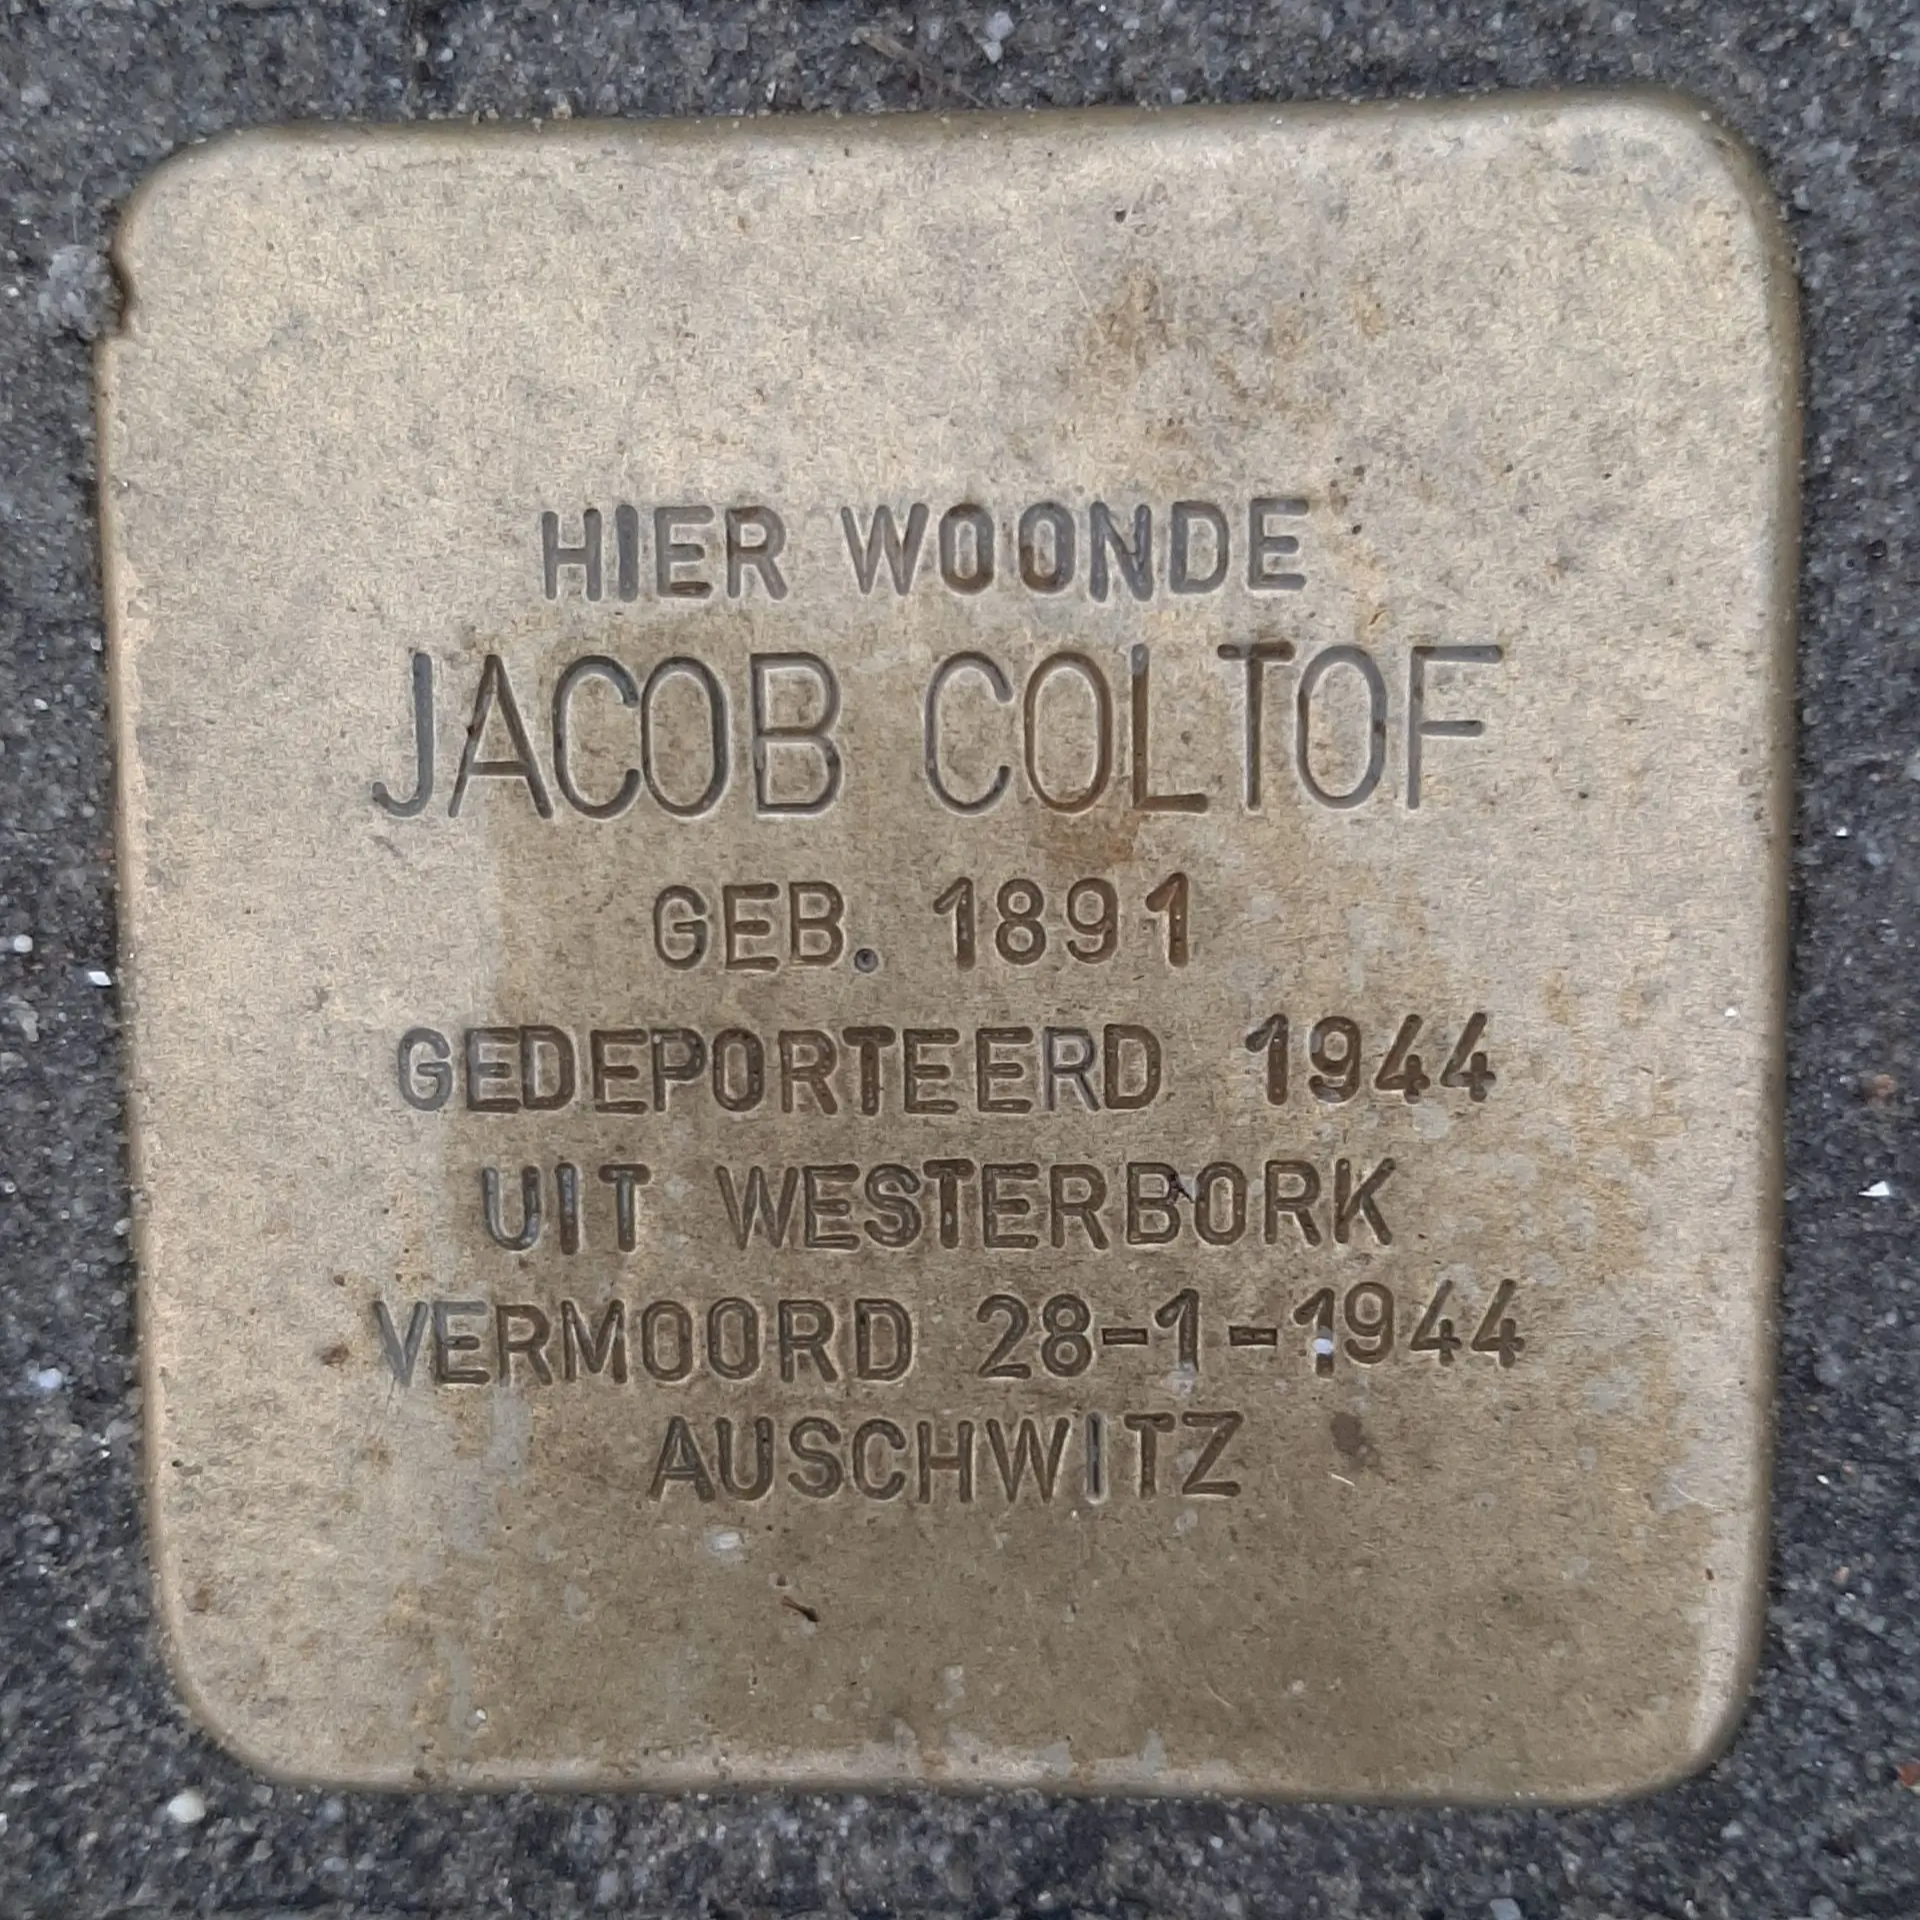 HIER WOONDE
JACOB COLTOF
GEB. 1891
GEDEPORTEERD 1944
UIT WESTERBORK
VERMOORD 28-1-1944
AUSCHWITZ